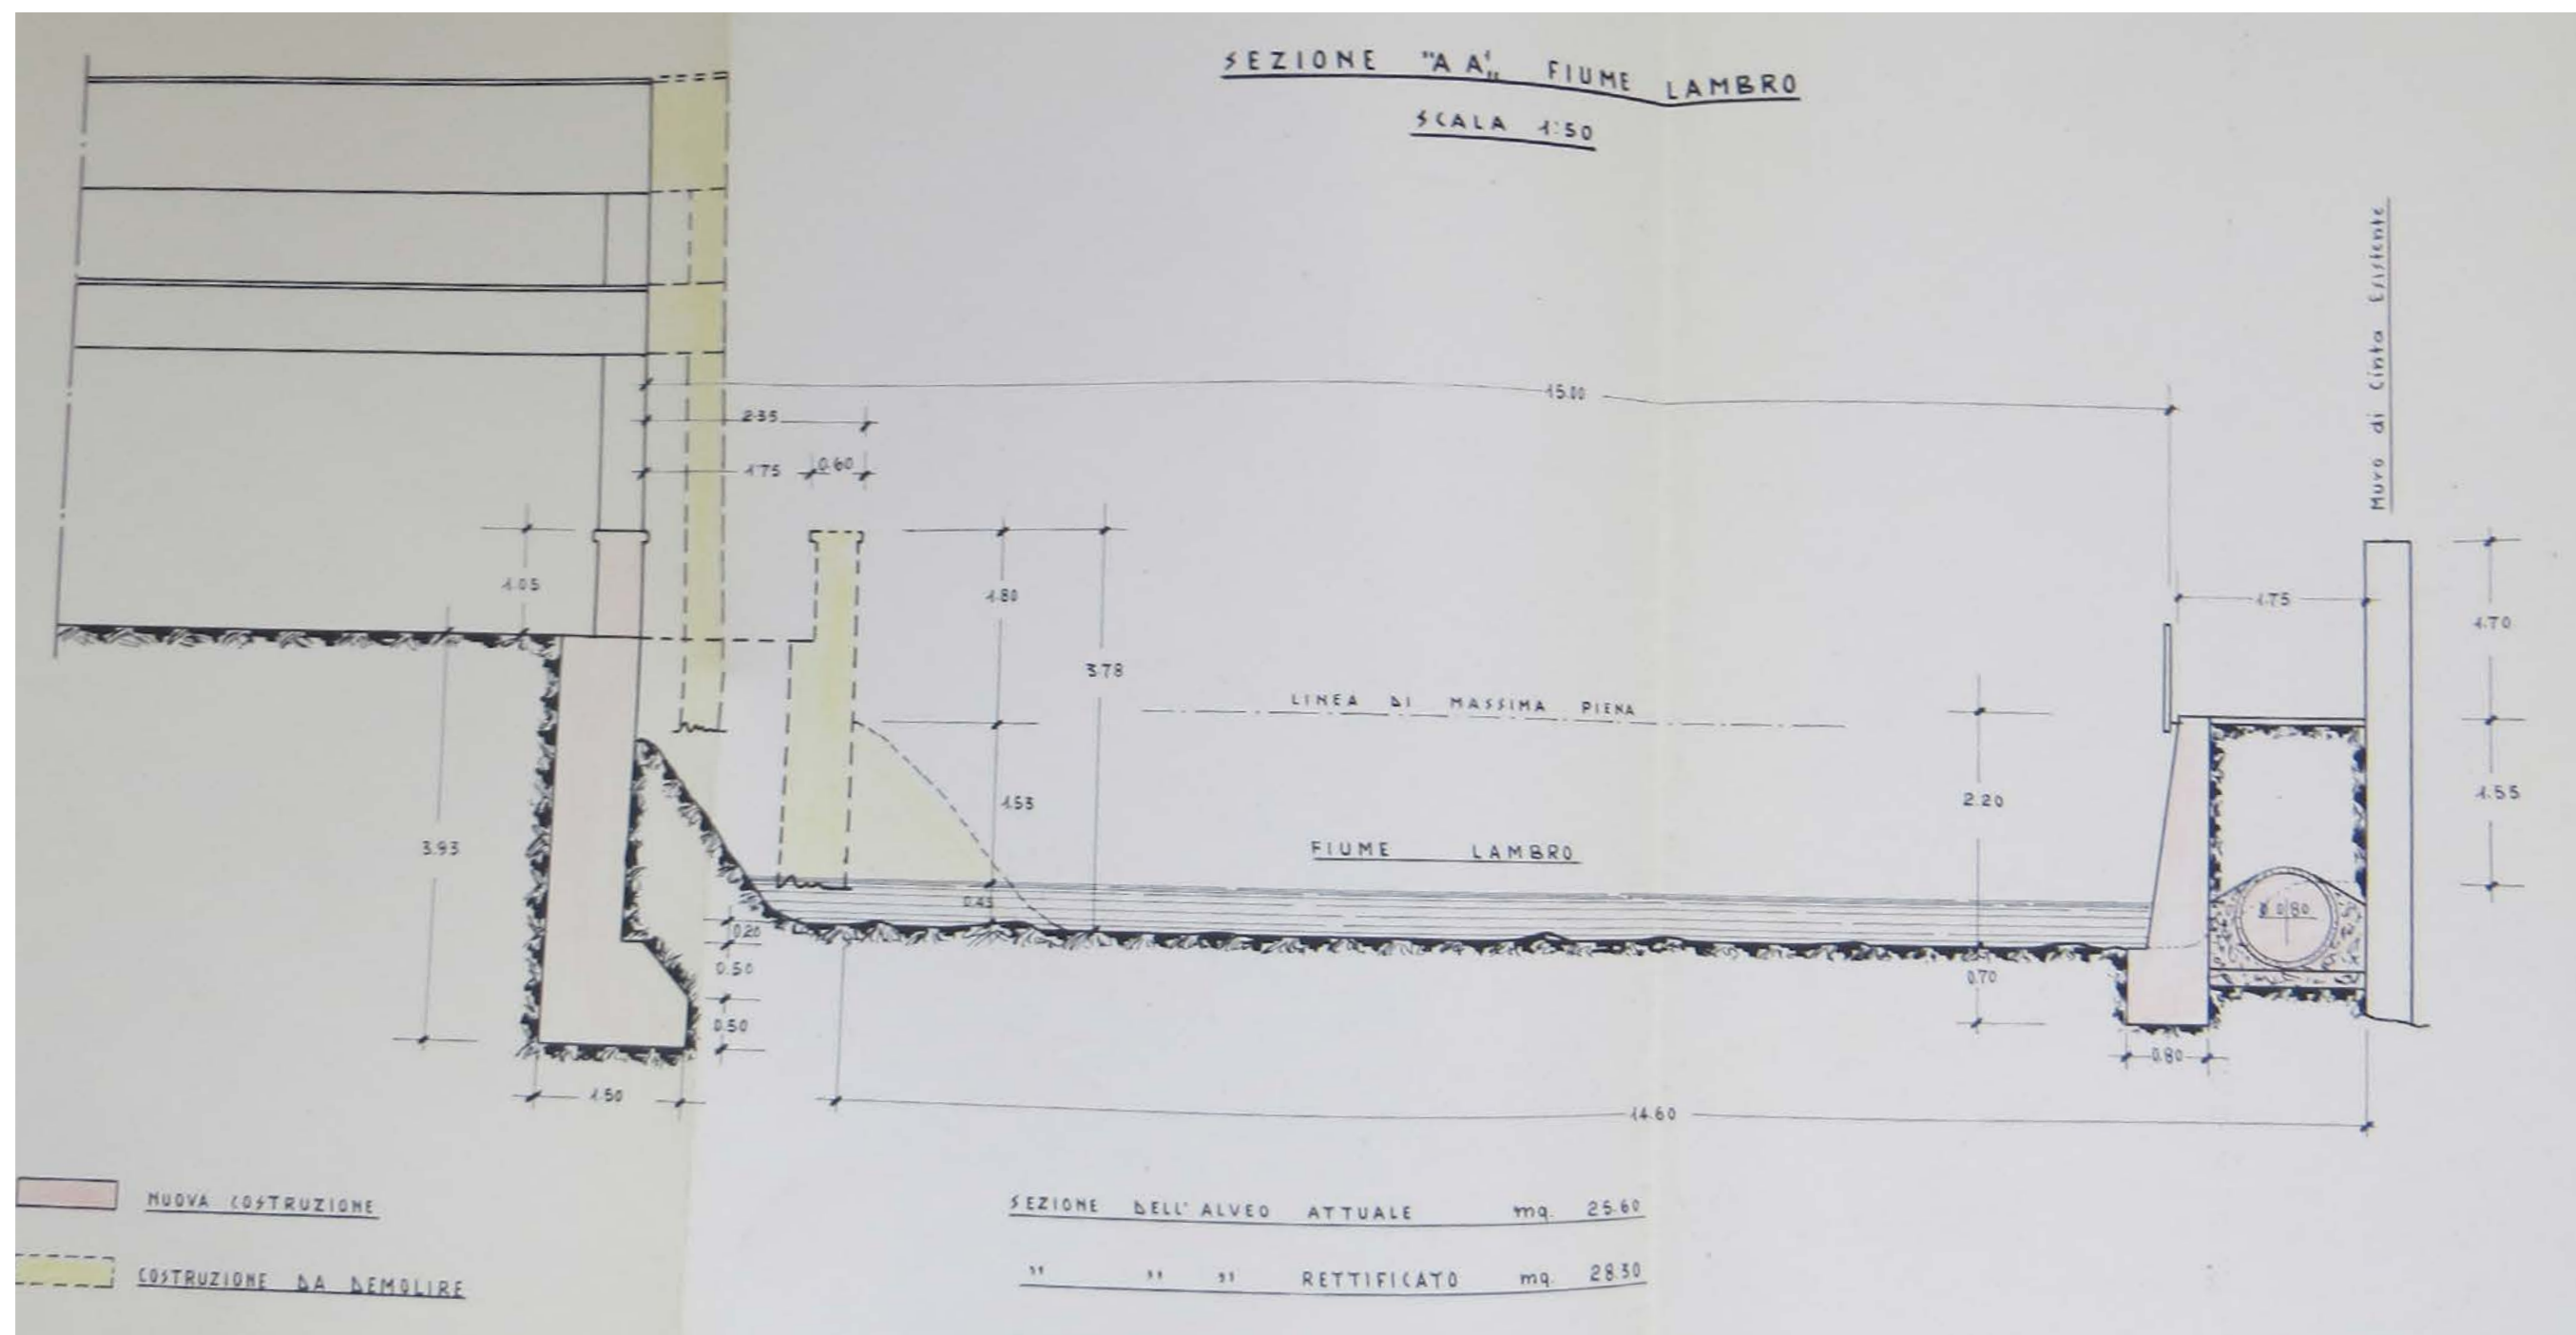 SEZIONE "A A'" FIUME LAMBRO
SCALA 1:50
Muro di Cinta Esistente
15.00
2.35
1.75 0.60
1.05
1.80
3.78
1.75
1.70
LINEA DI MASSIMA PIENA
1.53
2.20
1.55
3.93
FIUME LAMBRO
0.43
0.20
ø 0.80
0.50
0.70
0.50
0.80
1.50
14.60
NUOVA COSTRUZIONE
SEZIONE DELL'ALVEO ATTUALE mq. 25.60
COSTRUZIONE DA DEMOLIRE
" " " RETTIFICATO mq. 28.30